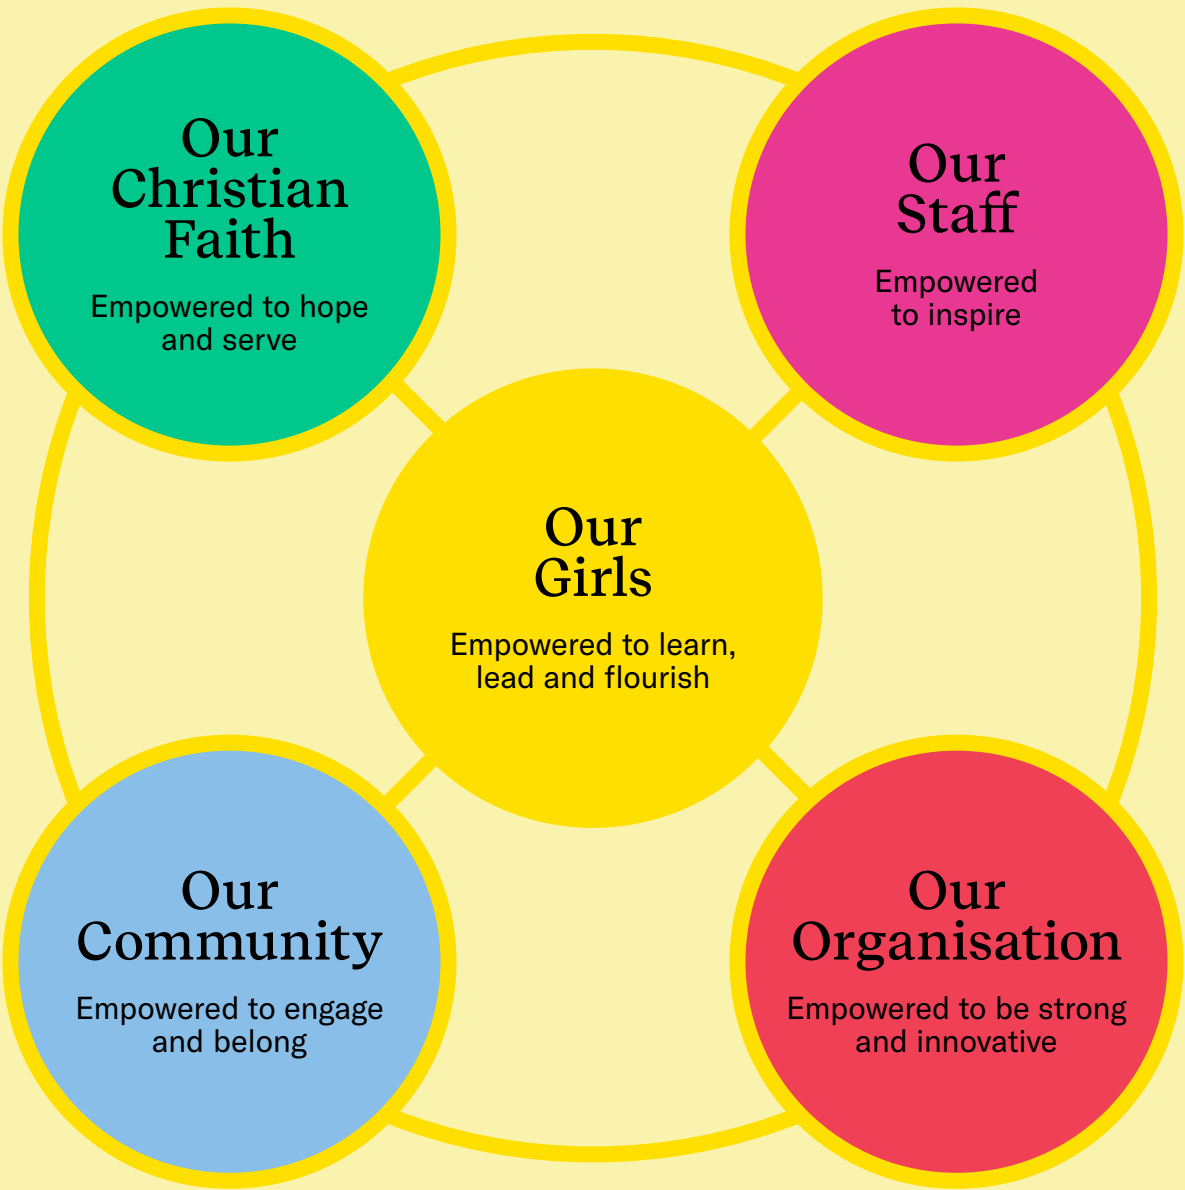 Our
Christian
Faith
Empowered to hope
and serve
Our
Staff
Empowered
to inspire
Our
Girls
Empowered to learn,
lead and flourish
Our
Community
Empowered to engage
and belong
Our
Organisation
Empowered to be strong
and innovative